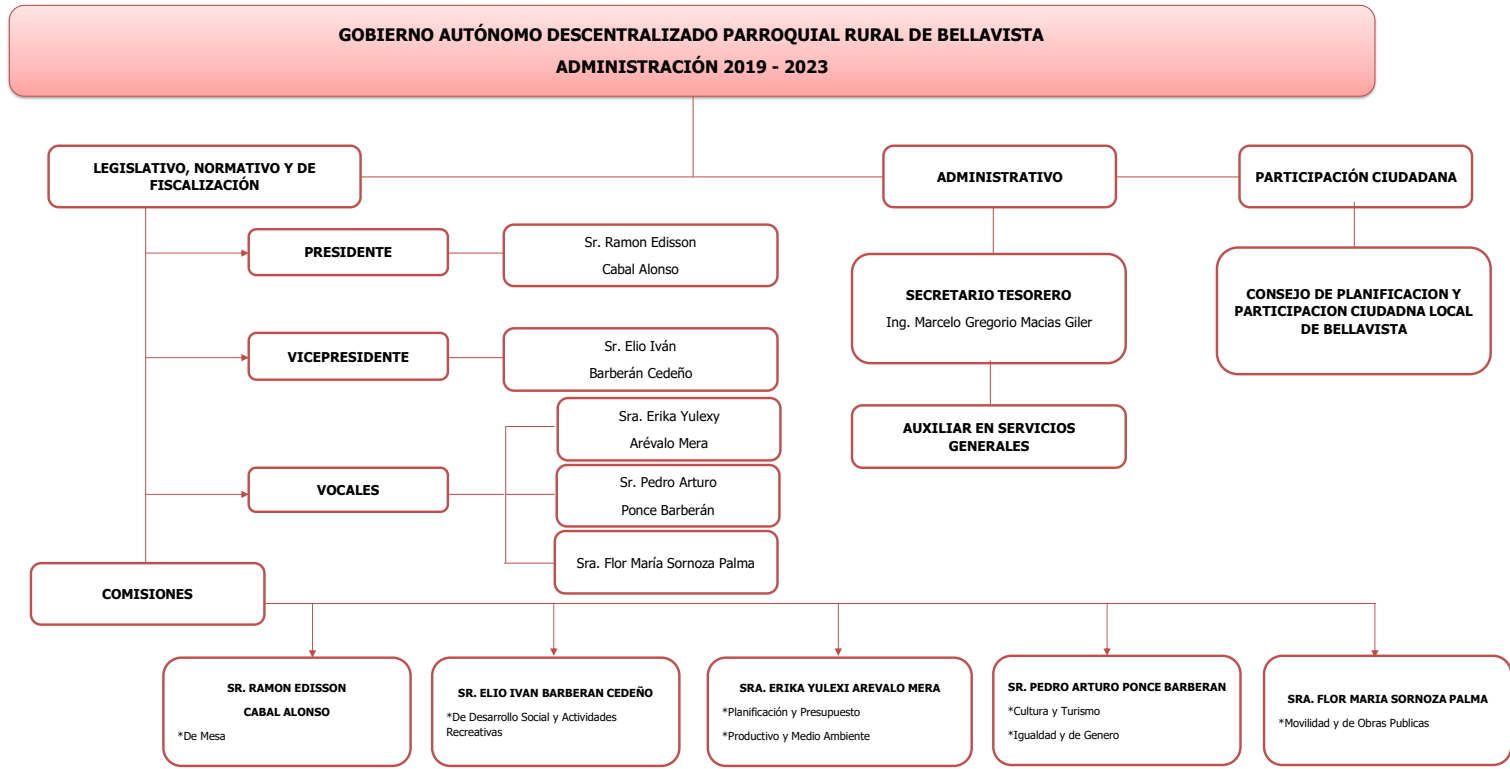 GOBIERNO AUTÓNOMO DESCENTRALIZADO PARROQUIAL RURAL DE BELLAVISTA
ADMINISTRACIÓN 2019 - 2023
LEGISLATIVO, NORMATIVO Y DE
FISCALIZACIÓN
ADMINISTRATIVO
PARTICIPACIÓN CIUDADANA
PRESIDENTE
Sr. Ramon Edisson
Cabal Alonso
SECRETARIO TESORERO
Ing. Marcelo Gregorio Macias Giler
CONSEJO DE PLANIFICACION Y
PARTICIPACION CIUDADNA LOCAL
DE BELLAVISTA
VICEPRESIDENTE
Sr. Elio Iván
Barberán Cedeño
AUXILIAR EN SERVICIOS
GENERALES
VOCALES
Sra. Erika Yulexy
Arévalo Mera
Sr. Pedro Arturo
Ponce Barberán
Sra. Flor María Sornoza Palma
COMISIONES
SR. RAMON EDISSON
CABAL ALONSO
*De Mesa
SR. ELIO IVAN BARBERAN CEDEÑO
*De Desarrollo Social y Actividades
Recreativas
SRA. ERIKA YULEXI AREVALO MERA
*Planificación y Presupuesto
*Productivo y Medio Ambiente
SR. PEDRO ARTURO PONCE BARBERAN
*Cultura y Turismo
*Igualdad y de Genero
SRA. FLOR MARIA SORNOZA PALMA
*Movilidad y de Obras Publicas